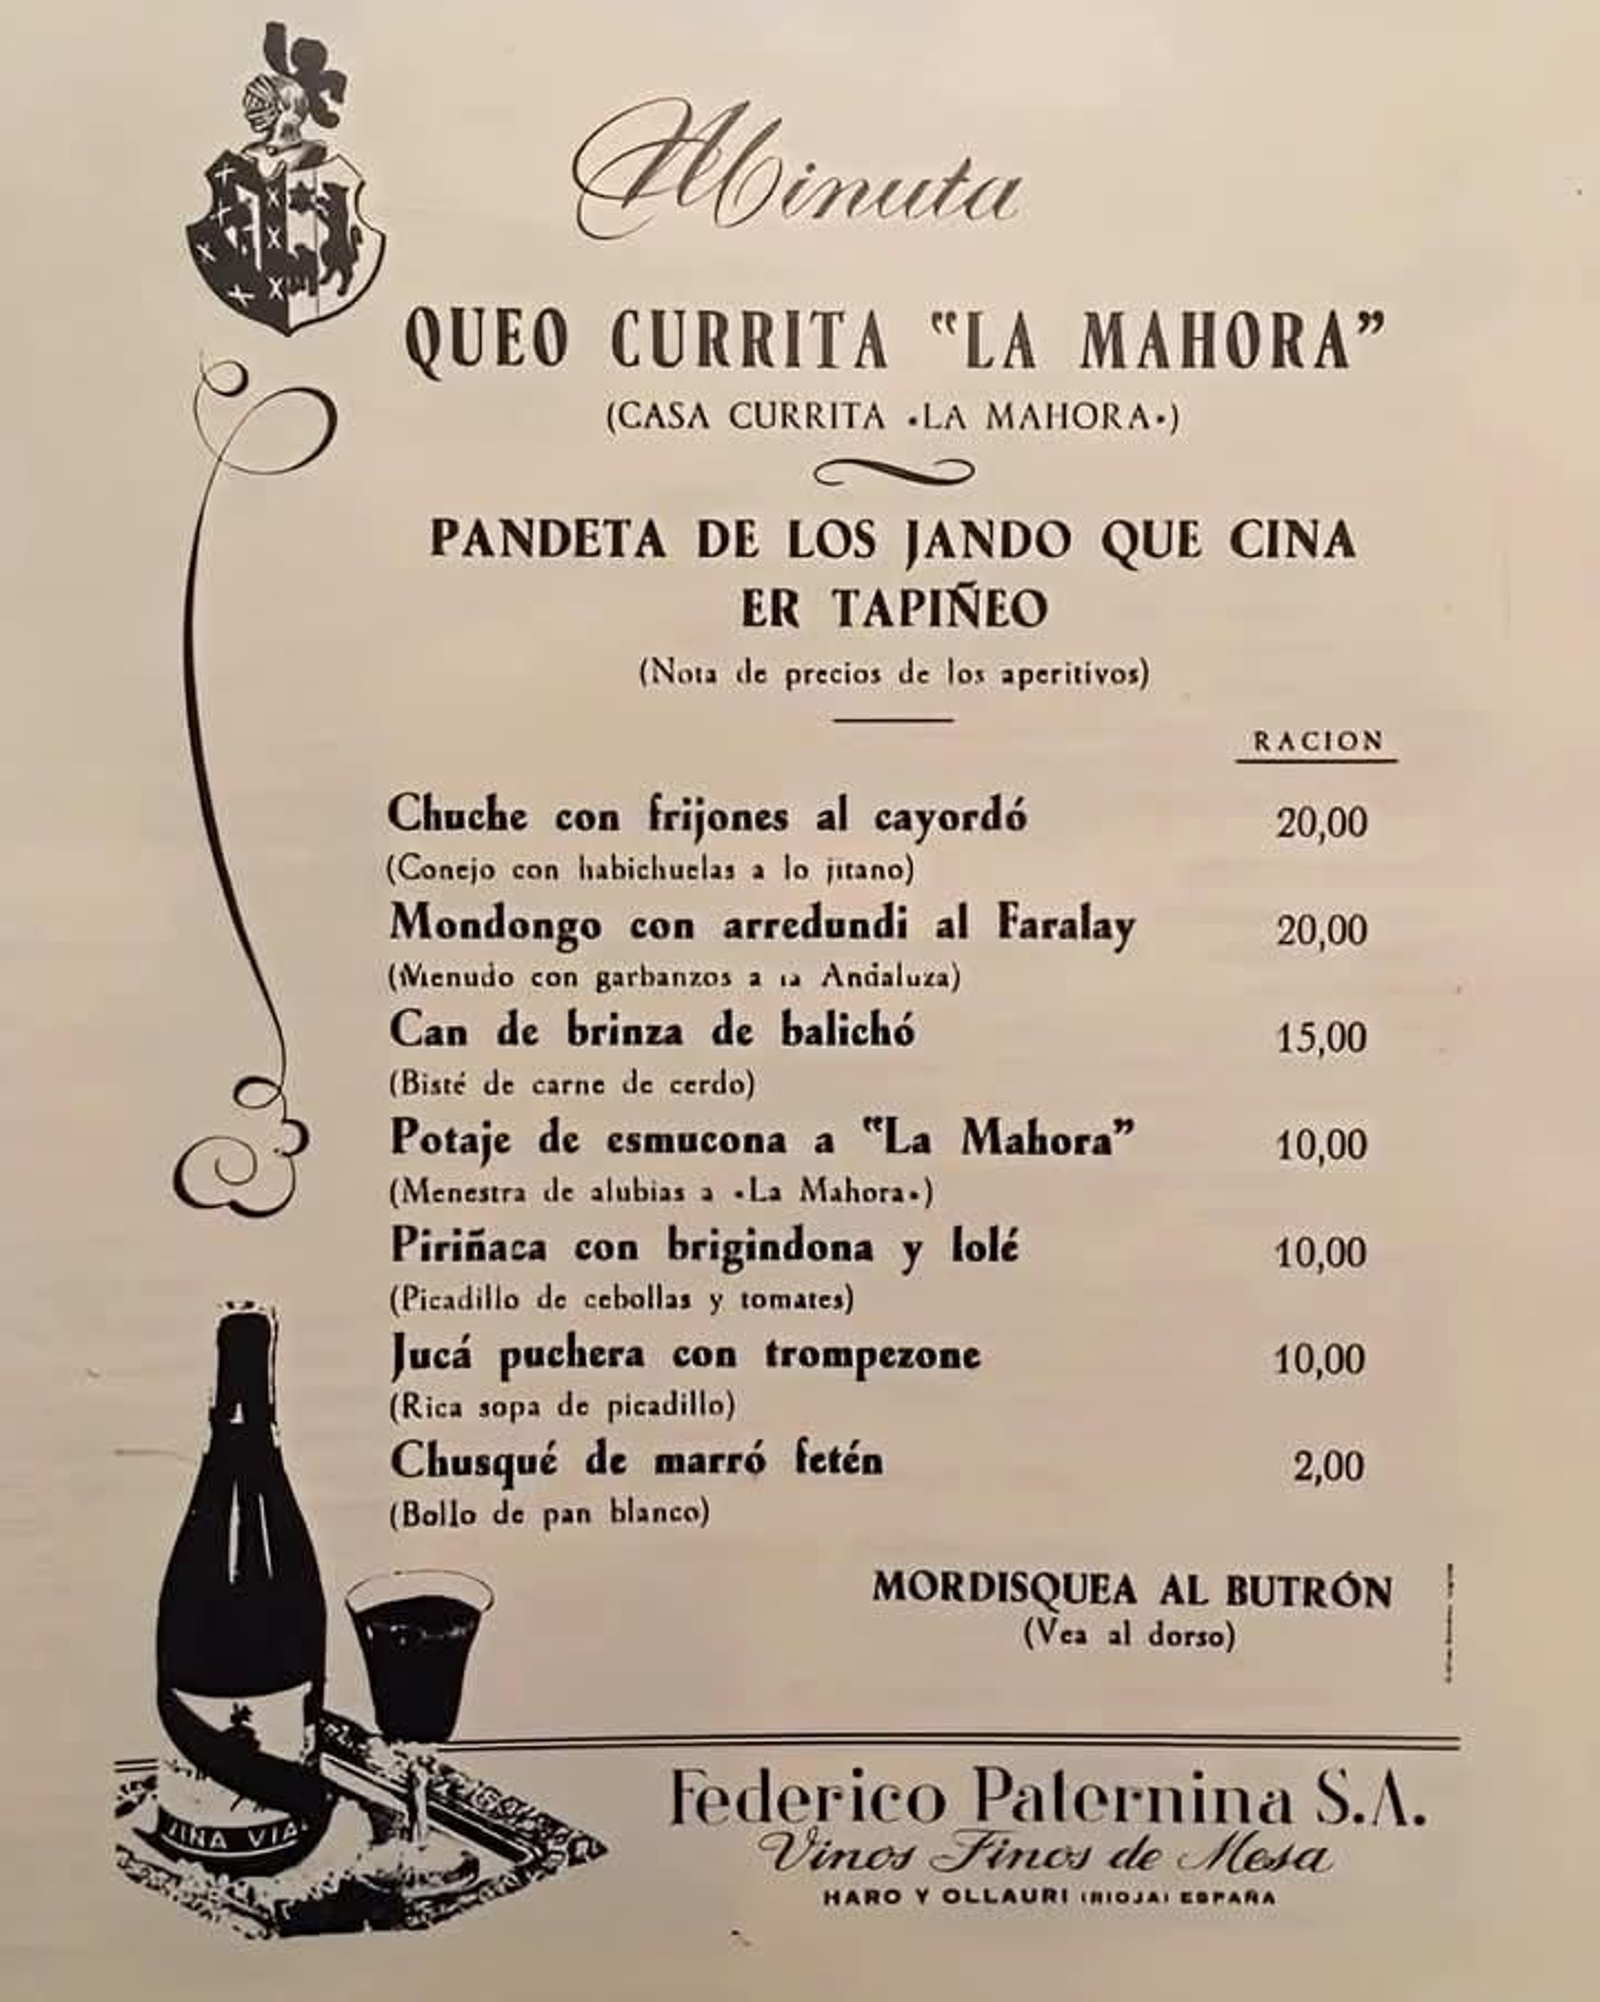 Minuta
QUEO CURRITA "LA MAHORA"
(CASA CURRITA «LA MAHORA»)
PANDETA DE LOS JANDO QUE CINA
ER TAPIÑEO
(Nota de precios de los aperitivos)
RACION
Chuche con frijones al cayordó 20,00
(Conejo con habichuelas a lo jitano)
Mondongo con arredundi al Faralay 20,00
(Menudo con garbanzos a la Andaluza)
Can de brinza de balichó 15,00
(Bisté de carne de cerdo)
Potaje de esmucona a "La Mahora" 10,00
(Menestra de alubias a «La Mahora»)
Piriñaca con brigindona y lolé 10,00
(Picadillo de cebollas y tomates)
Jucá puchera con trompezone 10,00
(Rica sopa de picadillo)
Chusqué de marró fetén 2,00
(Bollo de pan blanco)
MORDISQUEA AL BUTRÓN
(Vea al dorso)
Federico Paternina S.A.
Vinos Finos de Mesa
HARO Y OLLAURI (RIOJA) ESPAÑA